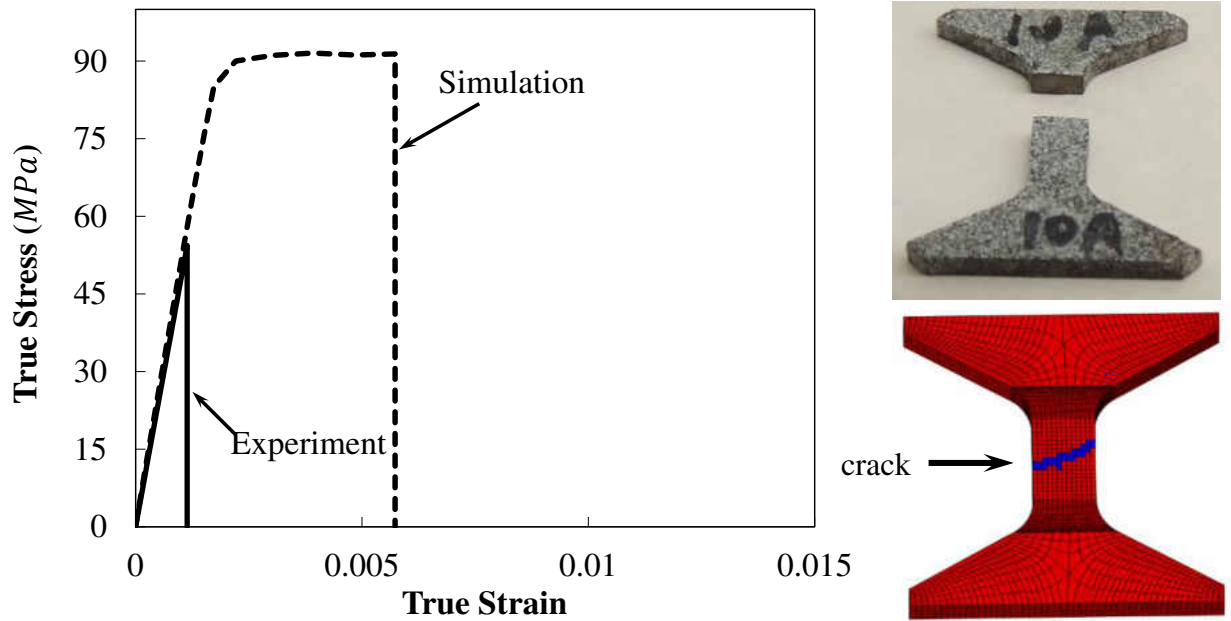 True Stress (MPa)
90
75
60
45
30
15
0
0
0.005
0.01
0.015
True Strain
Simulation
Experiment
10A
10A
crack